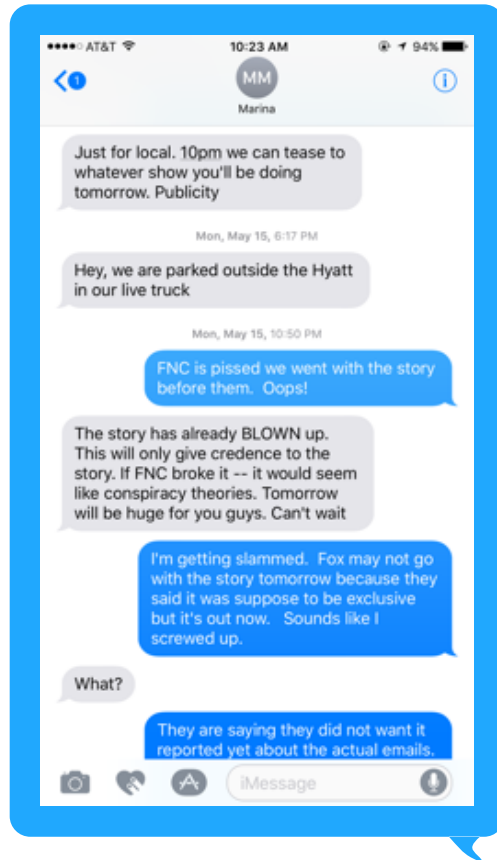 AT&T 10:23 AM 94%
1
MM
Marina
Just for local. 10pm we can tease to
whatever show you'll be doing
tomorrow. Publicity
Mon, May 15, 6:17 PM
Hey, we are parked outside the Hyatt
in our live truck
Mon, May 15, 10:50 PM
FNC is pissed we went with the story
before them. Oops!
The story has already BLOWN up.
This will only give credence to the
story. If FNC broke it -- it would seem
like conspiracy theories. Tomorrow
will be huge for you guys. Can't wait
I'm getting slammed. Fox may not go
with the story tomorrow because they
said it was suppose to be exclusive
but it's out now. Sounds like I
screwed up.
What?
They are saying they did not want it
reported yet about the actual emails.
iMessage